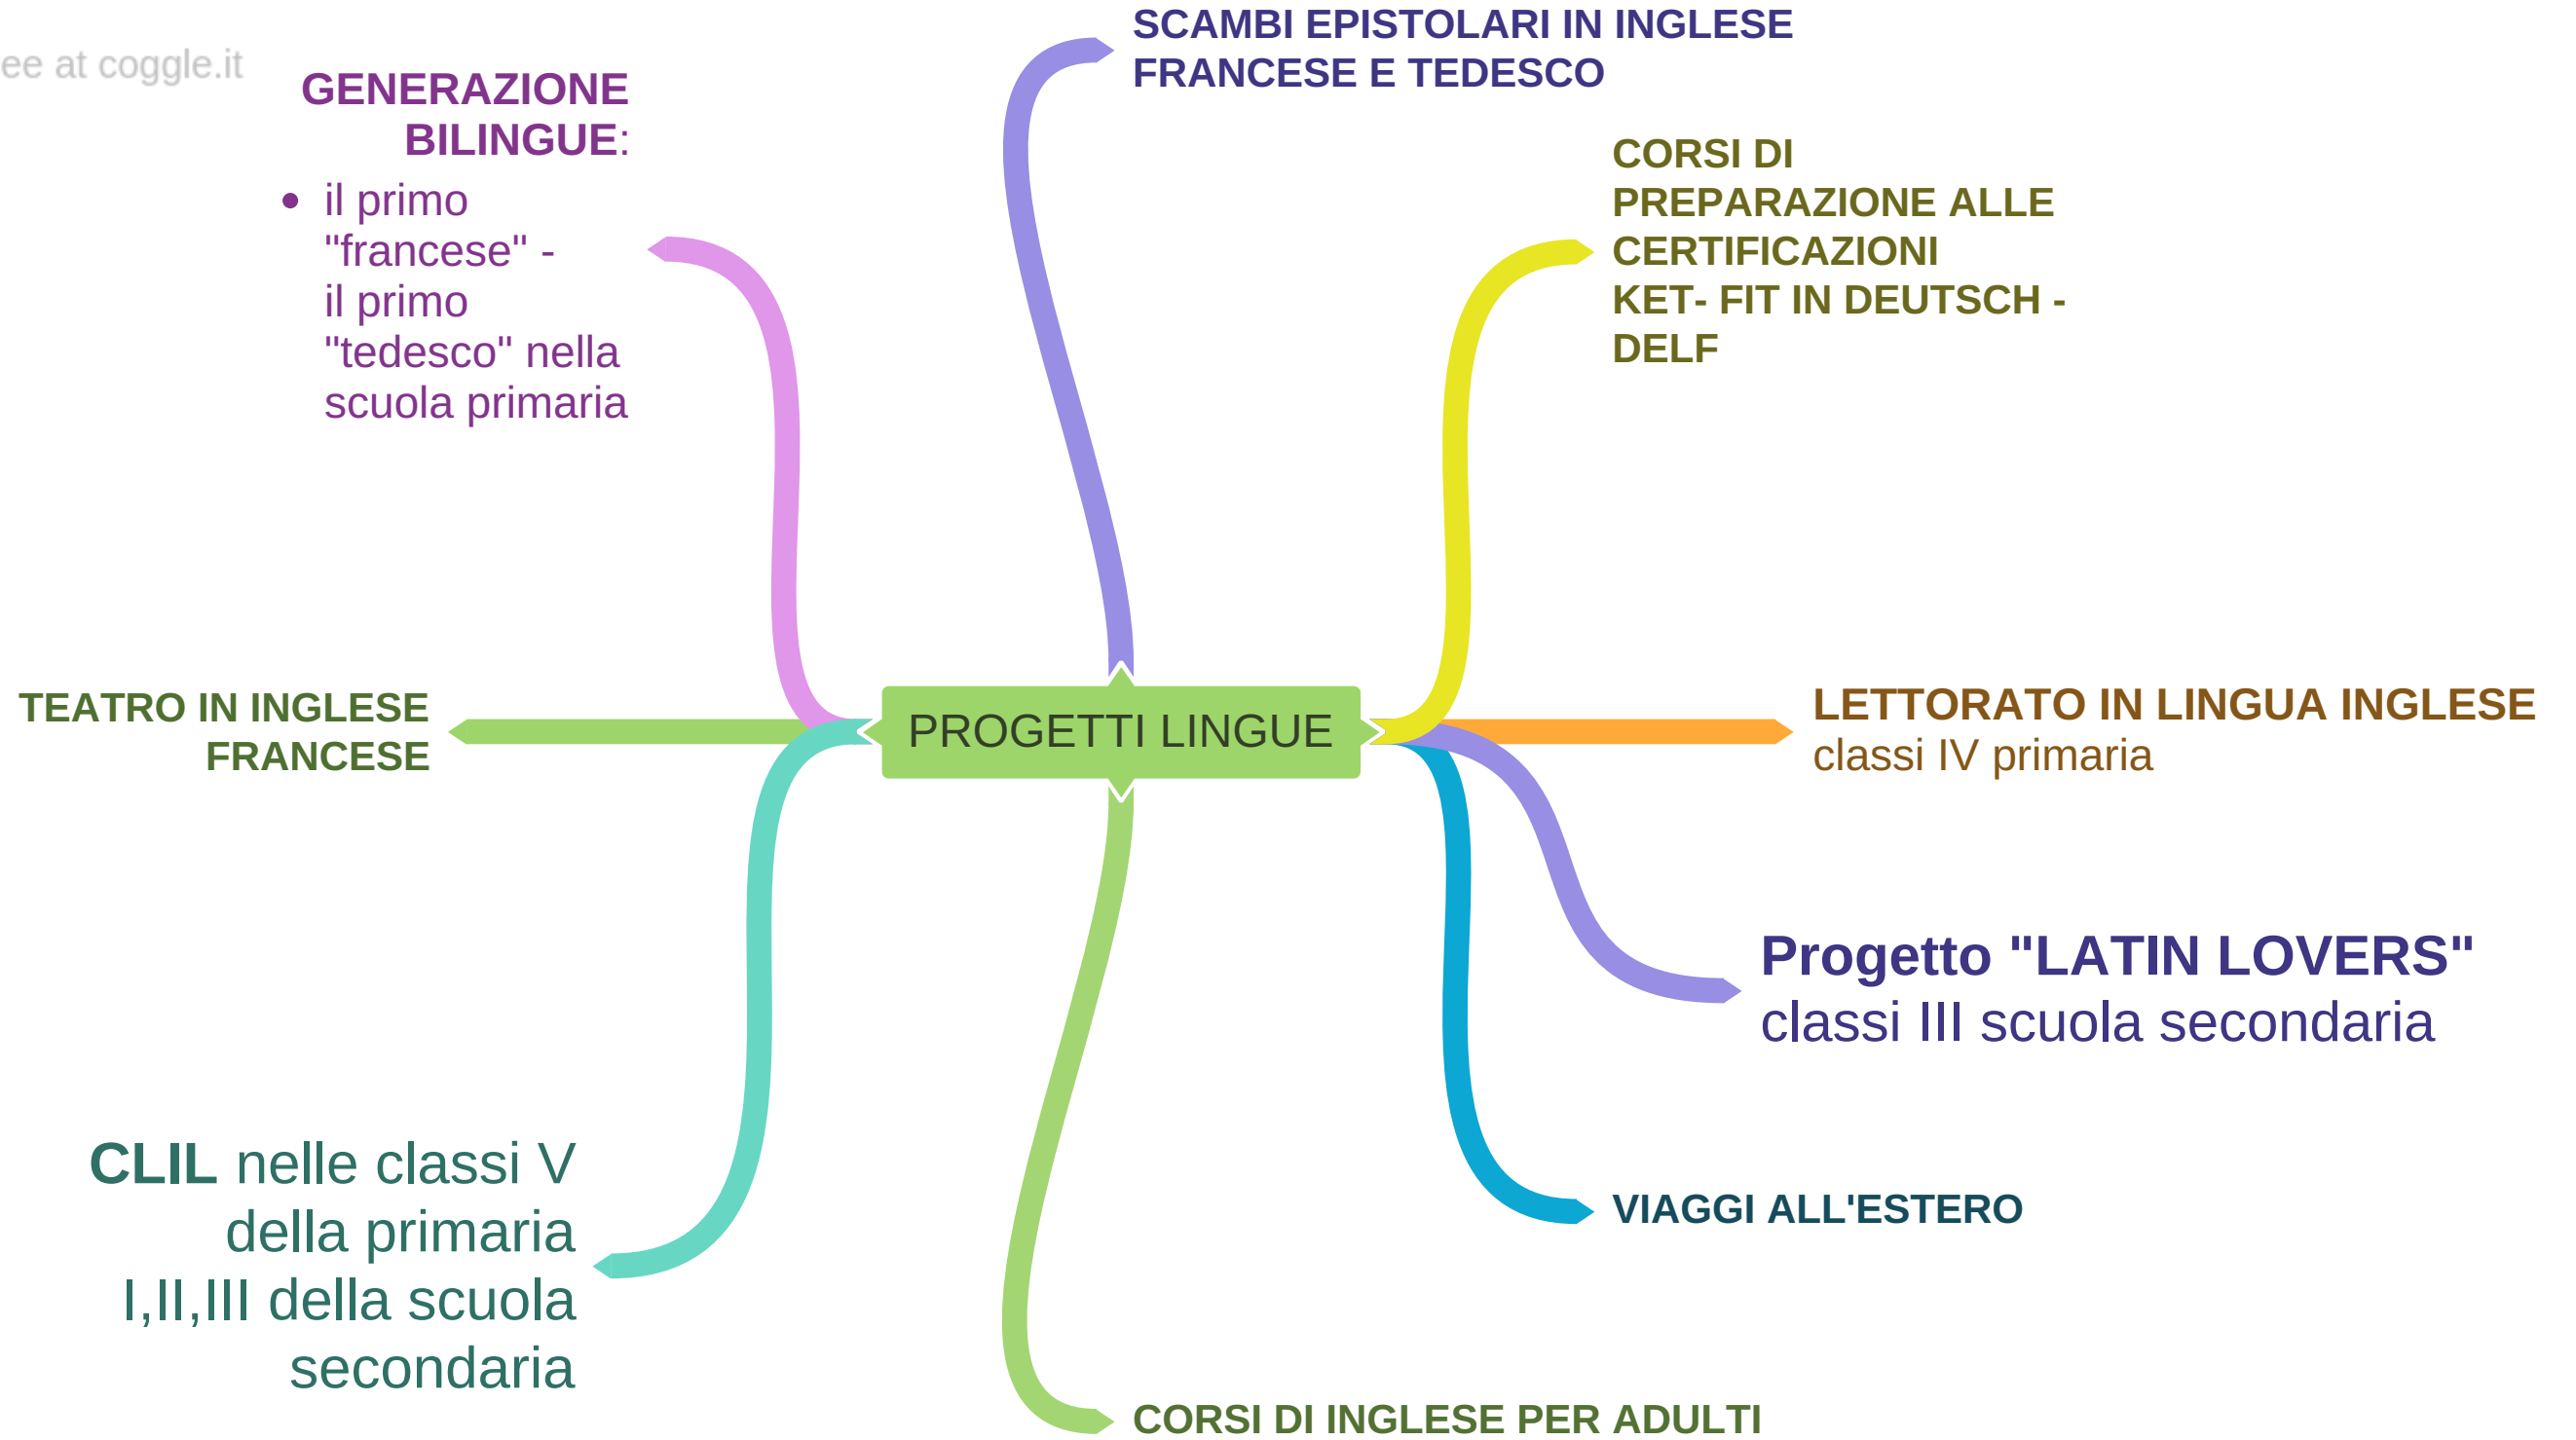 ee at coggle.it
SCAMBI EPISTOLARI IN INGLESE
FRANCESE E TEDESCO
GENERAZIONE
BILINGUE:
• il primo
"francese" -
il primo
"tedesco" nella
scuola primaria
CORSI DI
PREPARAZIONE ALLE
CERTIFICAZIONI
KET- FIT IN DEUTSCH -
DELF
TEATRO IN INGLESE
FRANCESE
PROGETTI LINGUE
LETTORATO IN LINGUA INGLESE
classi IV primaria
Progetto "LATIN LOVERS"
classi III scuola secondaria
CLIL nelle classi V
della primaria
I,II,III della scuola
secondaria
VIAGGI ALL'ESTERO
CORSI DI INGLESE PER ADULTI